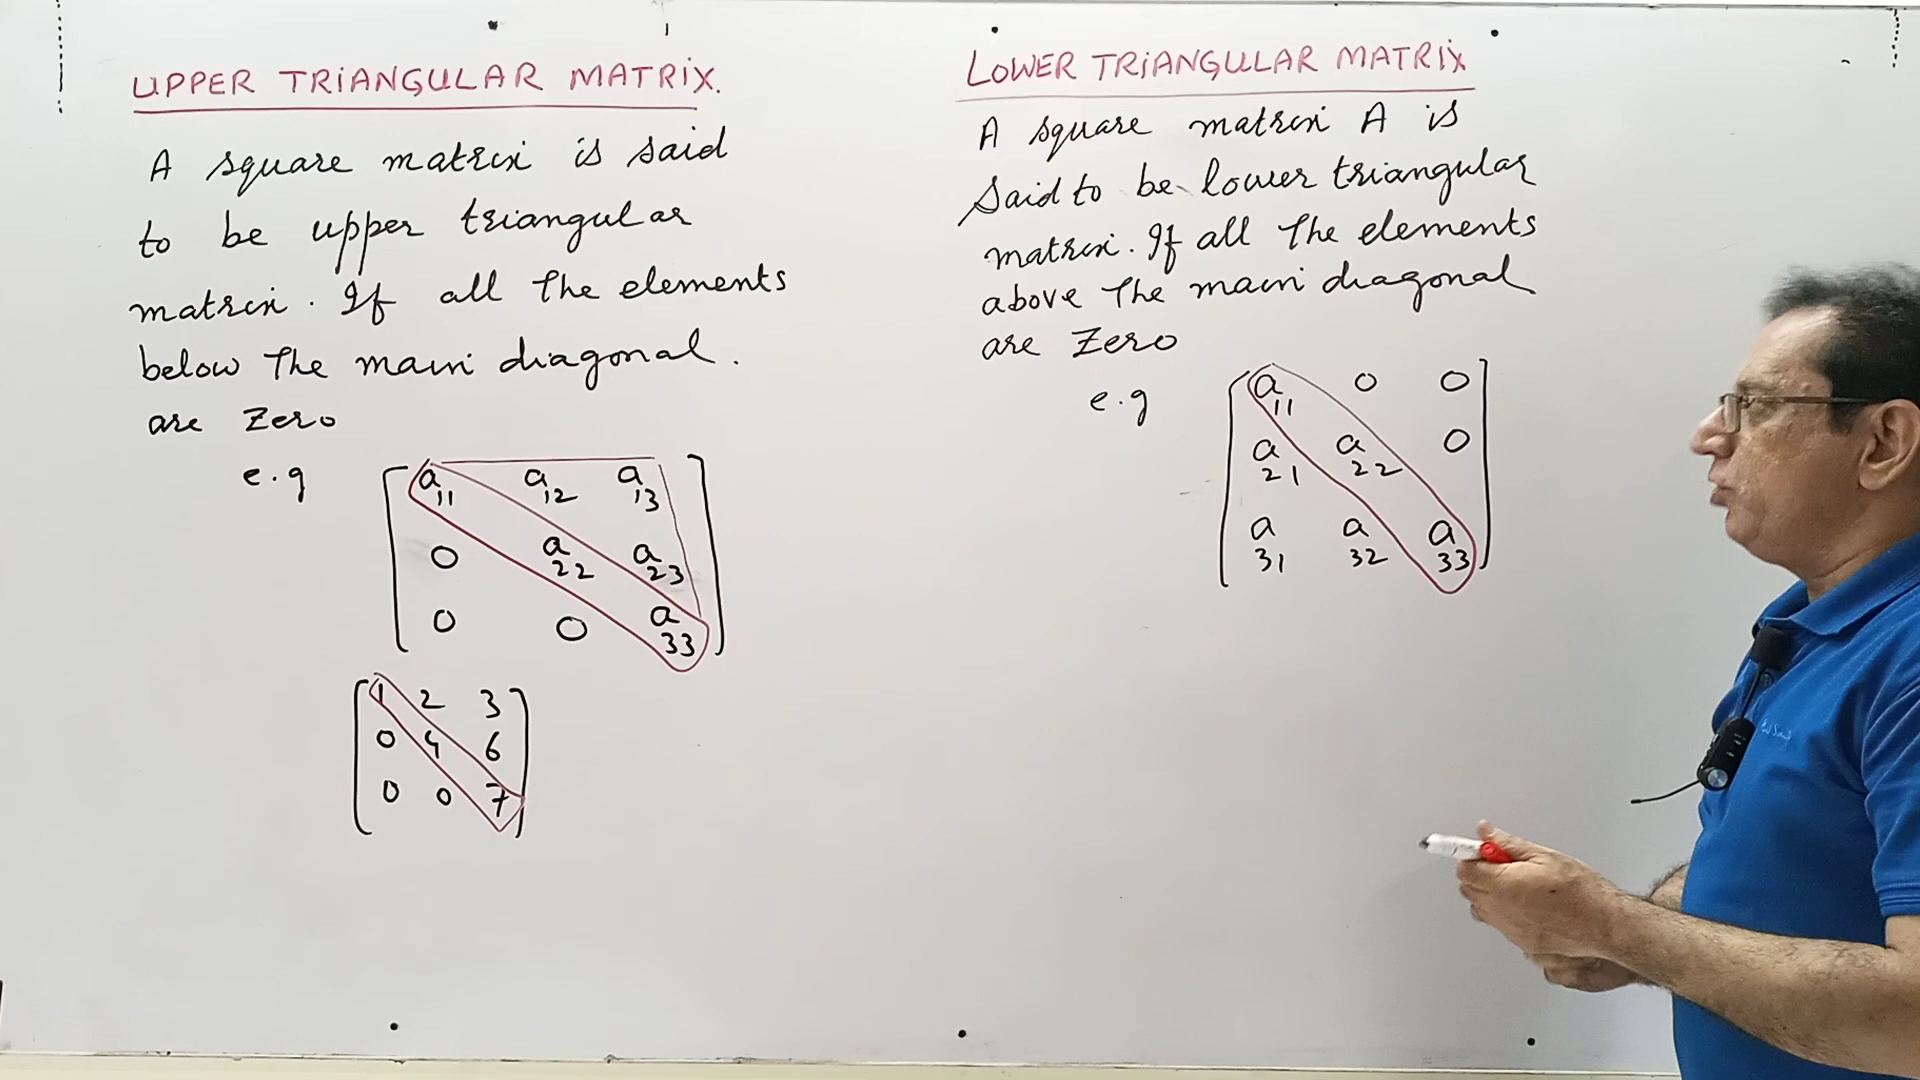 UPPER TRIANGULAR MATRIX.
A square matrix is said
to be upper triangular
matrix. If all the elements
below the main diagonal.
are Zero
e.g
a11 a12 a13
0 a22 a23
0 0 a33
1 2 3
0 4 6
0 0 7
LOWER TRIANGULAR MATRIX
A square matrix A is
said to be lower triangular
matrix. If all the elements
above the main diagonal
are Zero
e.g
a11 0 0
a21 a22 0
a31 a32 a33